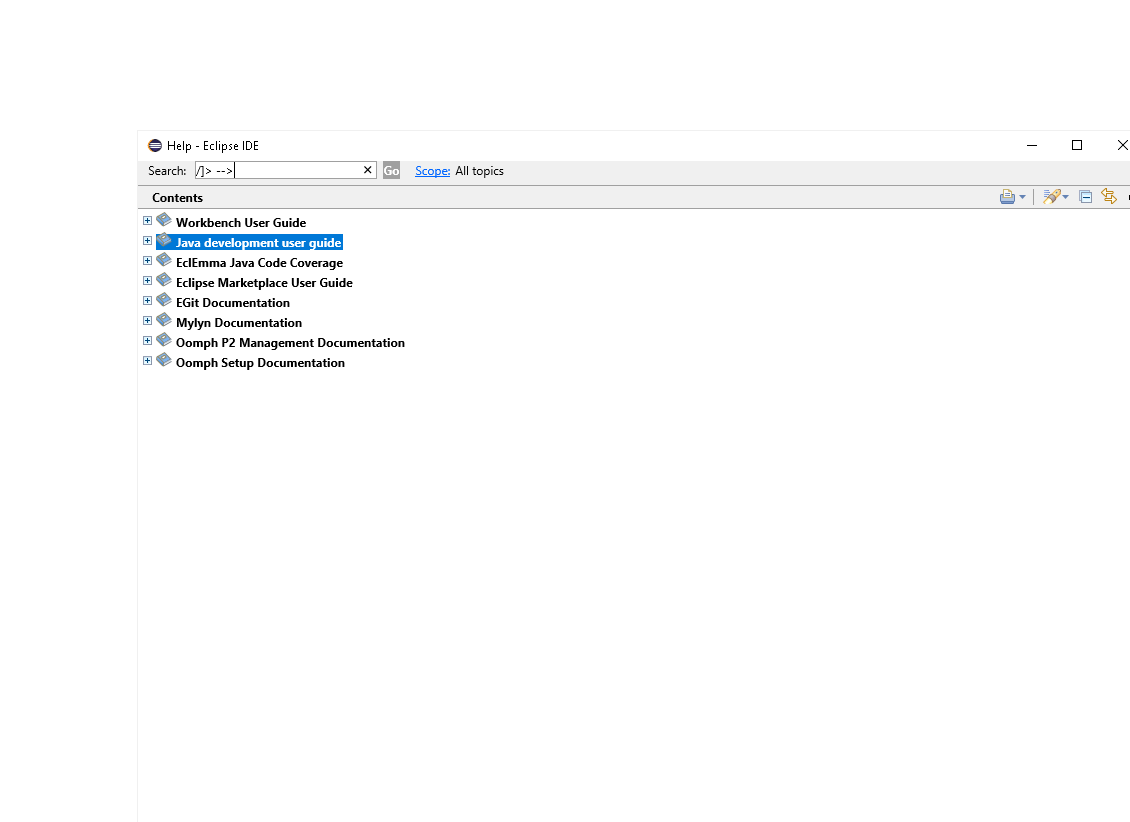 Help - Eclipse IDE
Search: /]> --> Go Scope: All topics
Contents
Workbench User Guide
Java development user guide
EclEmma Java Code Coverage
Eclipse Marketplace User Guide
EGit Documentation
Mylyn Documentation
Oomph P2 Management Documentation
Oomph Setup Documentation